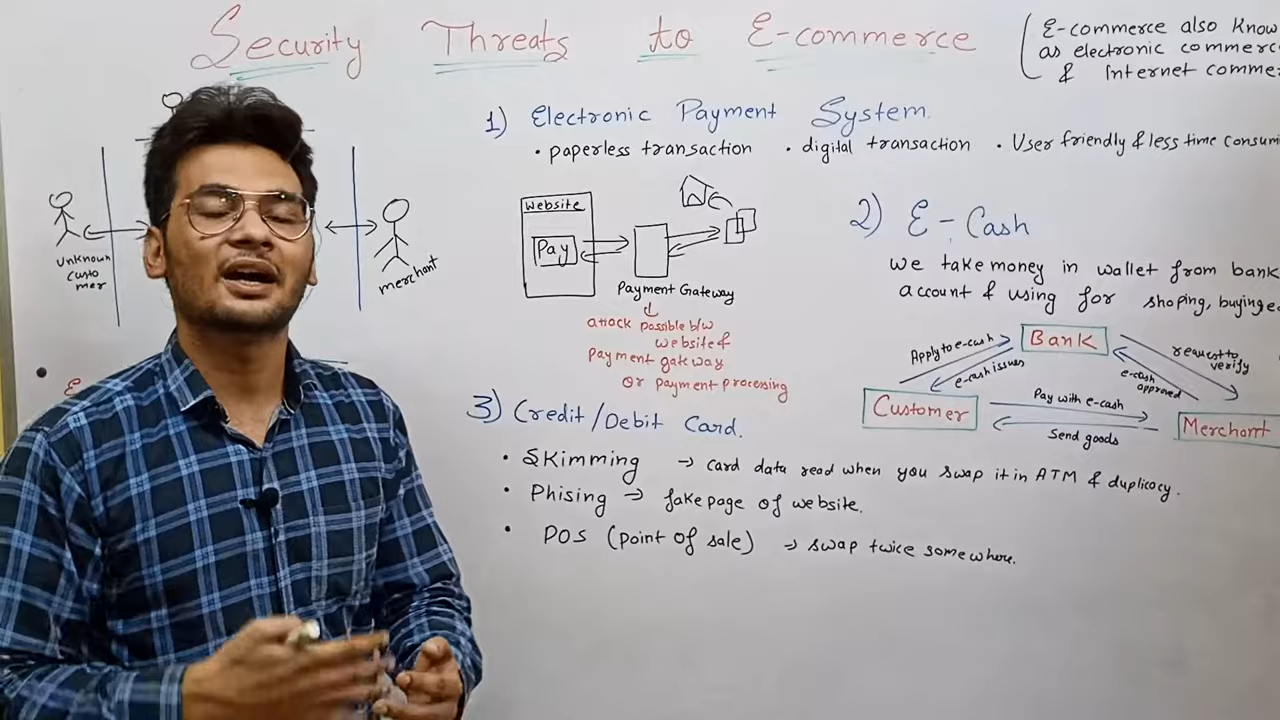 Security Threats to E-commerce
E-commerce also Know
as electronic commerc
& Internet comme
1) Electronic Payment System.
• paperless transaction • digital transaction • User friendly & less time consum
Website
Pay
Payment Gateway
attack possible b/w
website &
payment gateway
or payment processing
unknown
custo
mer
merchant
2) E-Cash
we take money in wallet from bank
account & using for shoping, buying e
Bank
Apply to e-cash
e-cash issues
request to
verify
e-cash
approved
Customer
Pay with e-cash
Send goods
Merchant
3) Credit/Debit Card.
• Skimming → card data read when you swap it in ATM & duplicacy.
• Phising → fake page of website.
• POS (point of sale) → swap twice somewhere.